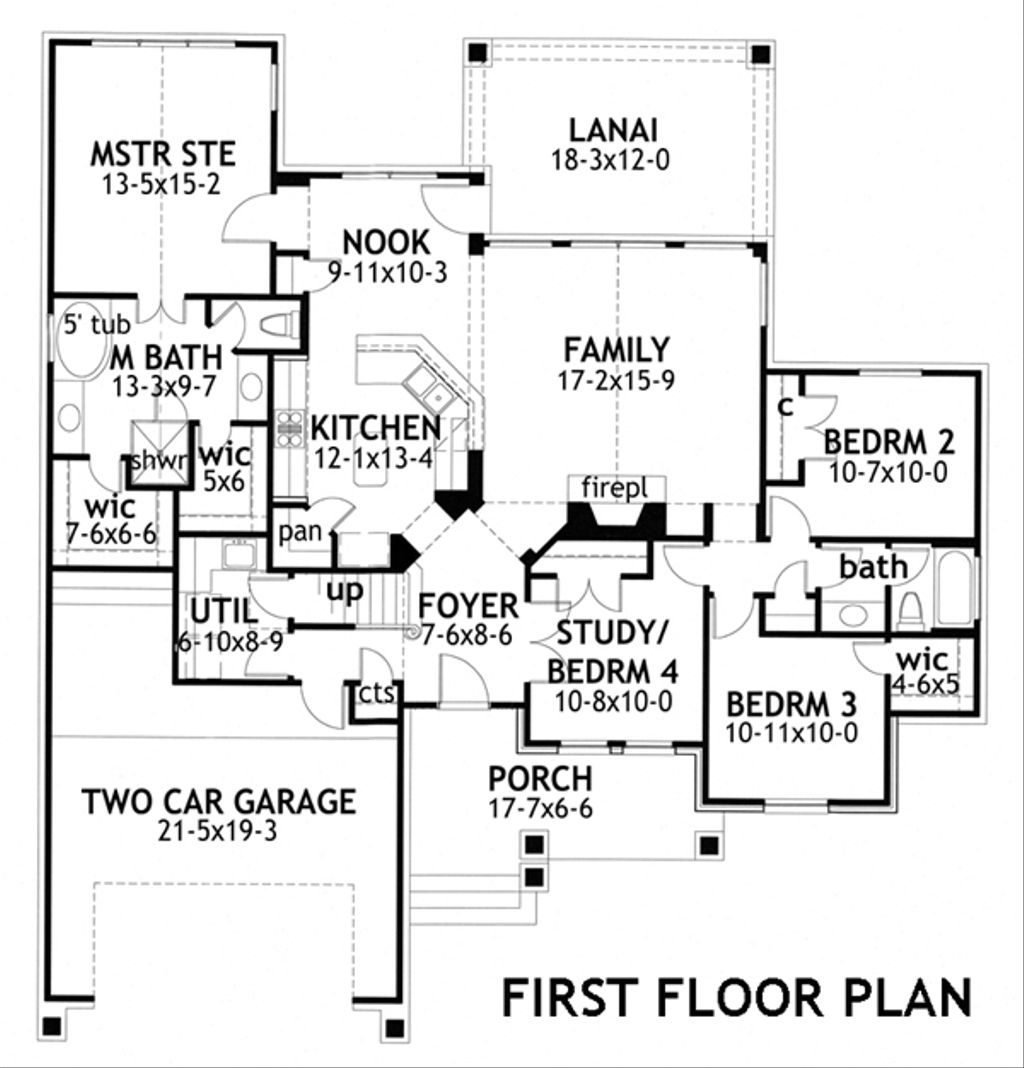 MSTR STE
13-5x15-2
LANAI
18-3x12-0
NOOK
9-11x10-3
5' tub
M BATH
13-3x9-7
FAMILY
17-2x15-9
KITCHEN
12-1x13-4
c
BEDRM 2
10-7x10-0
shwr
wic
5x6
wic
7-6x6-6
firepl
pan
bath
up
UTIL
6-10x8-9
FOYER
7-6x8-6
STUDY/
BEDRM 4
10-8x10-0
wic
4-6x5
cts
BEDRM 3
10-11x10-0
PORCH
17-7x6-6
TWO CAR GARAGE
21-5x19-3
FIRST FLOOR PLAN